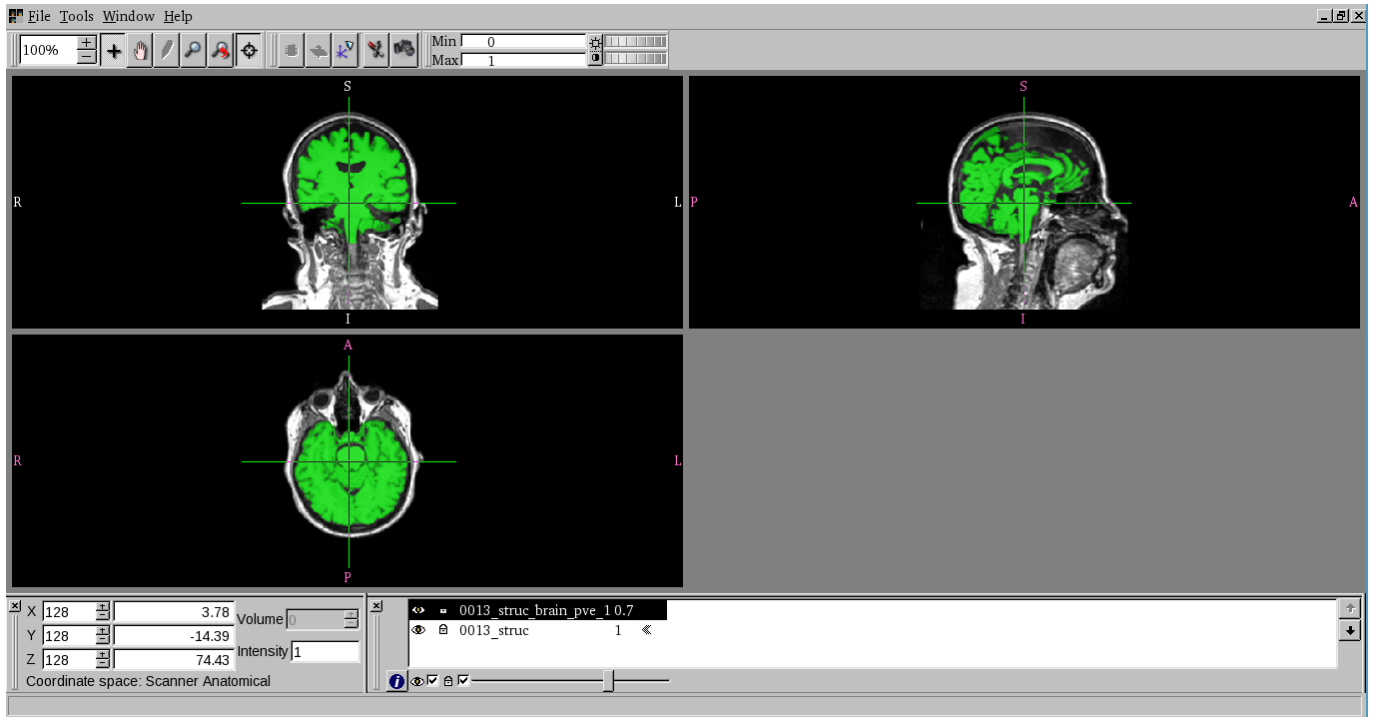 File Tools Window Help
100%
Min 0
Max 1
S
S
R
L
P
A
I
I
A
R
L
P
X 128 3.78
Y 128 -14.39
Z 128 74.43
Volume 0
Intensity 1
Coordinate space: Scanner Anatomical
0013_struc_brain_pve_1 0.7
0013_struc 1